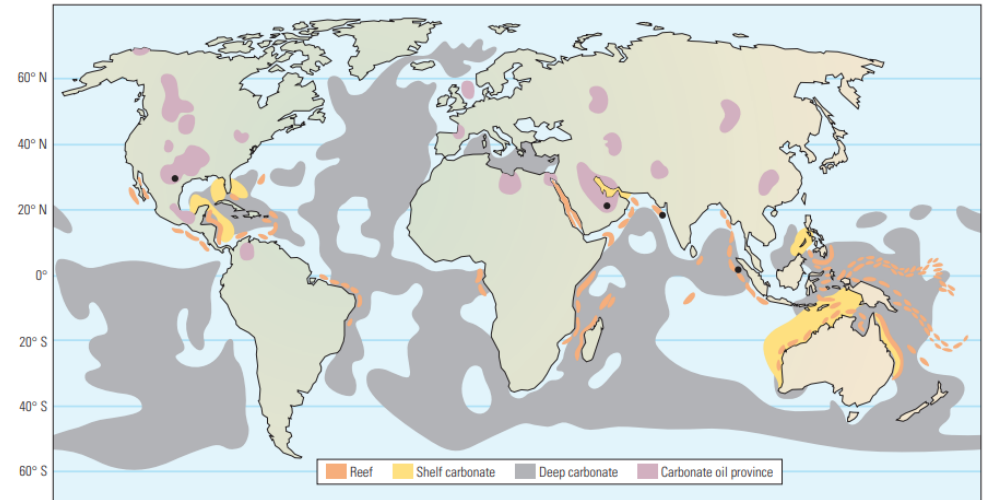 60° N
40° N
20° N
0°
20° S
40° S
60° S
Reef Shelf carbonate Deep carbonate Carbonate oil province